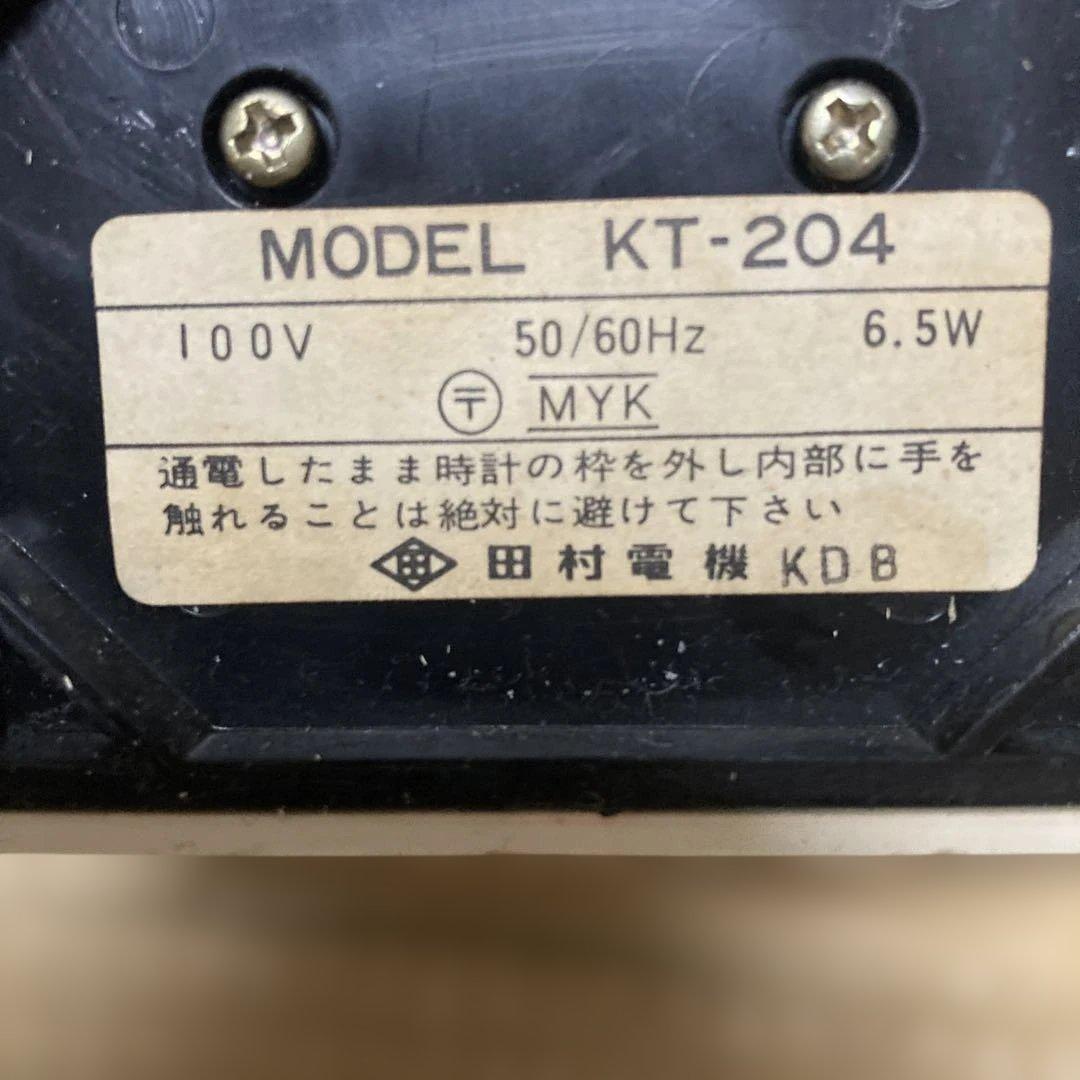 MODEL KT-204
100V 50/60Hz 6.5W
〒 MYK
通電したまま時計の枠を外し内部に手を
触れることは絶対に避けて下さい
田村電機 KDB